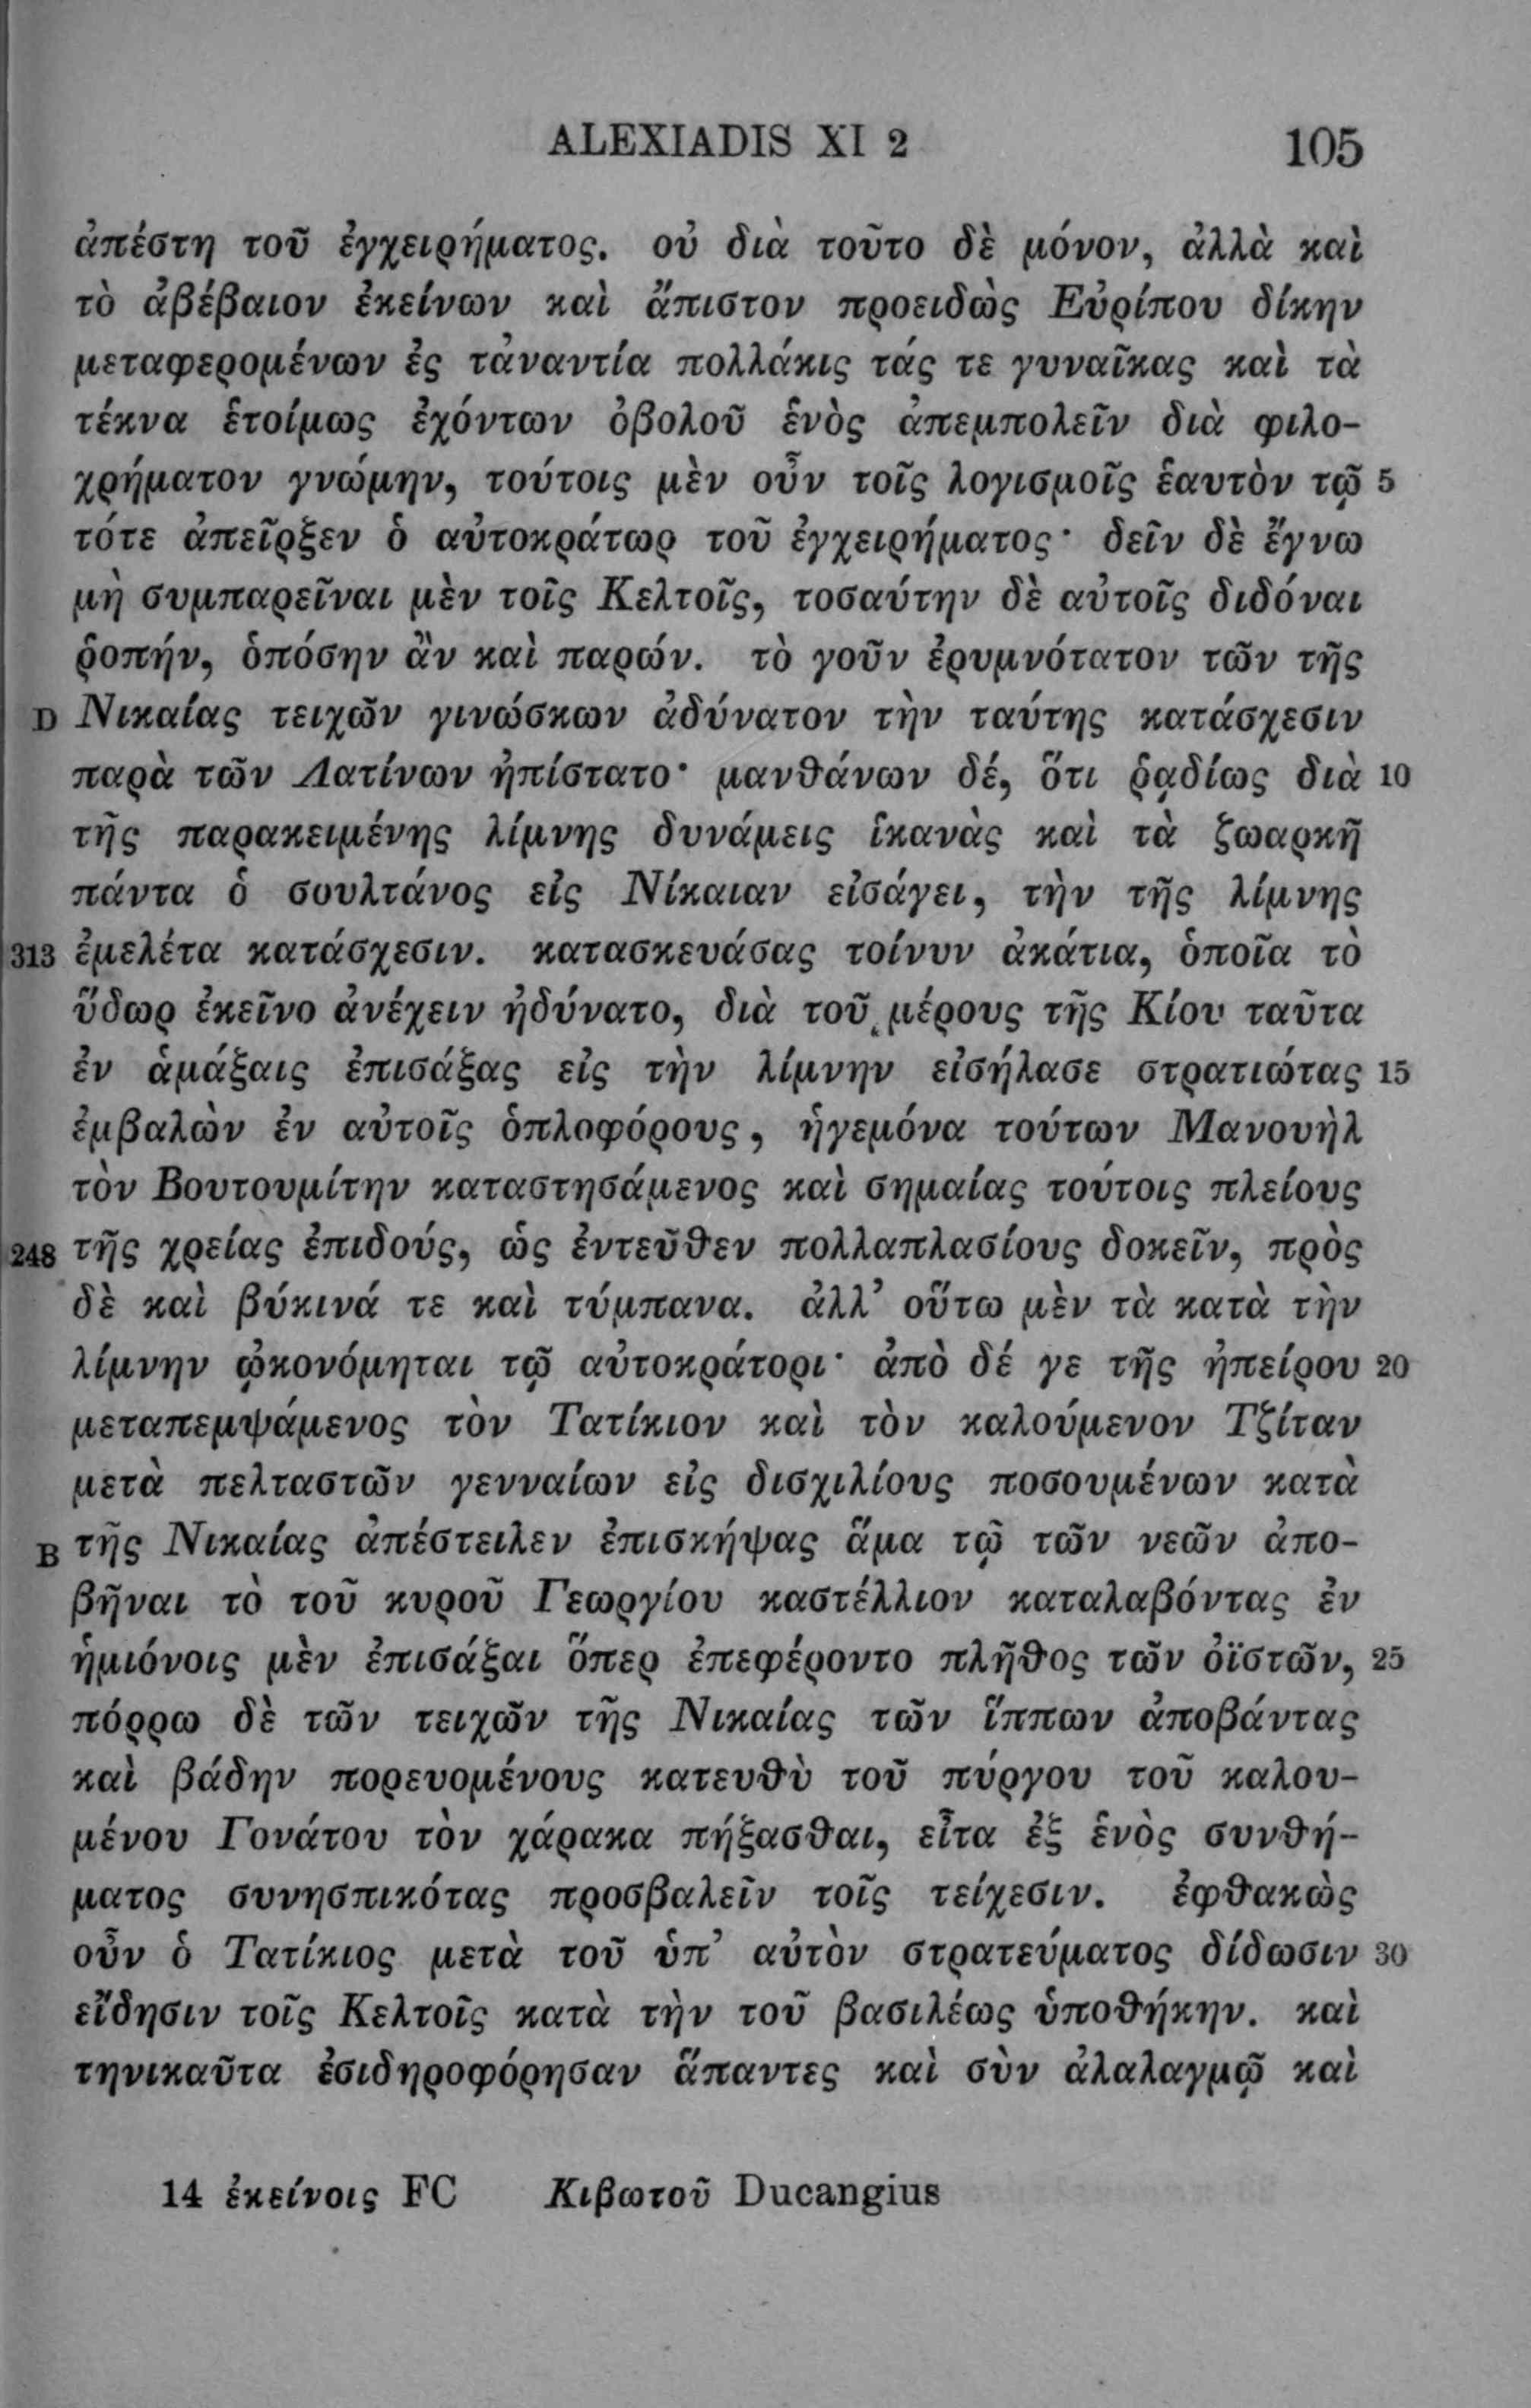 ALEXIADIS XI 2 105
ἀπέστη τοῦ ἐγχειρήματος. οὐ διὰ τοῦτο δὲ μόνον, ἀλλὰ καὶ
τὸ ἀβέβαιον ἐκείνων καὶ ἄπιστον προειδὼς Εὐρίπου δίκην
μεταφερομένων ἐς τἀναντία πολλάκις τάς τε γυναῖκας καὶ τὰ
τέκνα ἑτοίμως ἐχόντων ὀβολοῦ ἑνὸς ἀπεμπολεῖν διὰ φιλο-
χρήματον γνώμην, τούτοις μὲν οὖν τοῖς λογισμοῖς ἑαυτὸν τῷ 5
τότε ἀπεῖρξεν ὁ αὐτοκράτωρ τοῦ ἐγχειρήματος· δεῖν δὲ ἔγνω
μὴ συμπαρεῖναι μὲν τοῖς Κελτοῖς, τοσαύτην δὲ αὐτοῖς διδόναι
ῥοπήν, ὁπόσην ἂν καὶ παρών. τὸ γοῦν ἐρυμνότατον τῶν τῆς
D Νικαίας τειχῶν γινώσκων ἀδύνατον τὴν ταύτης κατάσχεσιν
παρὰ τῶν Λατίνων ἠπίστατο· μανθάνων δέ, ὅτι ῥᾳδίως διὰ 10
τῆς παρακειμένης λίμνης δυνάμεις ἱκανὰς καὶ τὰ ζωαρκῆ
πάντα ὁ σουλτάνος εἰς Νίκαιαν εἰσάγει, τὴν τῆς λίμνης
313 ἐμελέτα κατάσχεσιν. κατασκευάσας τοίνυν ἀκάτια, ὁποῖα τὸ
ὕδωρ ἐκεῖνο ἀνέχειν ἠδύνατο, διὰ τοῦ μέρους τῆς Κίου ταῦτα
ἐν ἁμάξαις ἐπισάξας εἰς τὴν λίμνην εἰσήλασε στρατιώτας 15
ἐμβαλὼν ἐν αὐτοῖς ὁπλοφόρους, ἡγεμόνα τούτων Μανουὴλ
τὸν Βουτουμίτην καταστησάμενος καὶ σημαίας τούτοις πλείους
248 τῆς χρείας ἐπιδούς, ὡς ἐντεῦθεν πολλαπλασίους δοκεῖν, πρὸς
δὲ καὶ βύκινά τε καὶ τύμπανα. ἀλλ’ οὕτω μὲν τὰ κατὰ τὴν
λίμνην ᾠκονόμηται τῷ αὐτοκράτορι· ἀπὸ δέ γε τῆς ἠπείρου 20
μεταπεμψάμενος τὸν Τατίκιον καὶ τὸν καλούμενον Τζίταν
μετὰ πελταστῶν γενναίων εἰς δισχιλίους ποσουμένων κατὰ
B τῆς Νικαίας ἀπέστειλεν ἐπισκήψας ἅμα τῷ τῶν νεῶν ἀπο-
βῆναι τὸ τοῦ κυροῦ Γεωργίου καστέλλιον καταλαβόντας ἐν
ἡμιόνοις μὲν ἐπισάξαι ὅπερ ἐπεφέροντο πλῆθος τῶν ὀϊστῶν, 25
πόρρω δὲ τῶν τειχῶν τῆς Νικαίας τῶν ἵππων ἀποβάντας
καὶ βάδην πορευομένους κατευθὺ τοῦ πύργου τοῦ καλου-
μένου Γονάτου τὸν χάρακα πήξασθαι, εἶτα ἐξ ἑνὸς συνθή-
ματος συνησπικότας προσβαλεῖν τοῖς τείχεσιν. ἐφθακὼς
οὖν ὁ Τατίκιος μετὰ τοῦ ὑπ’ αὐτὸν στρατεύματος δίδωσιν 30
εἴδησιν τοῖς Κελτοῖς κατὰ τὴν τοῦ βασιλέως ὑποθήκην. καὶ
τηνικαῦτα ἐσιδηροφόρησαν ἅπαντες καὶ σὺν ἀλαλαγμῷ καὶ
14 ἐκείνοις FC Κιβωτοῦ Ducangius